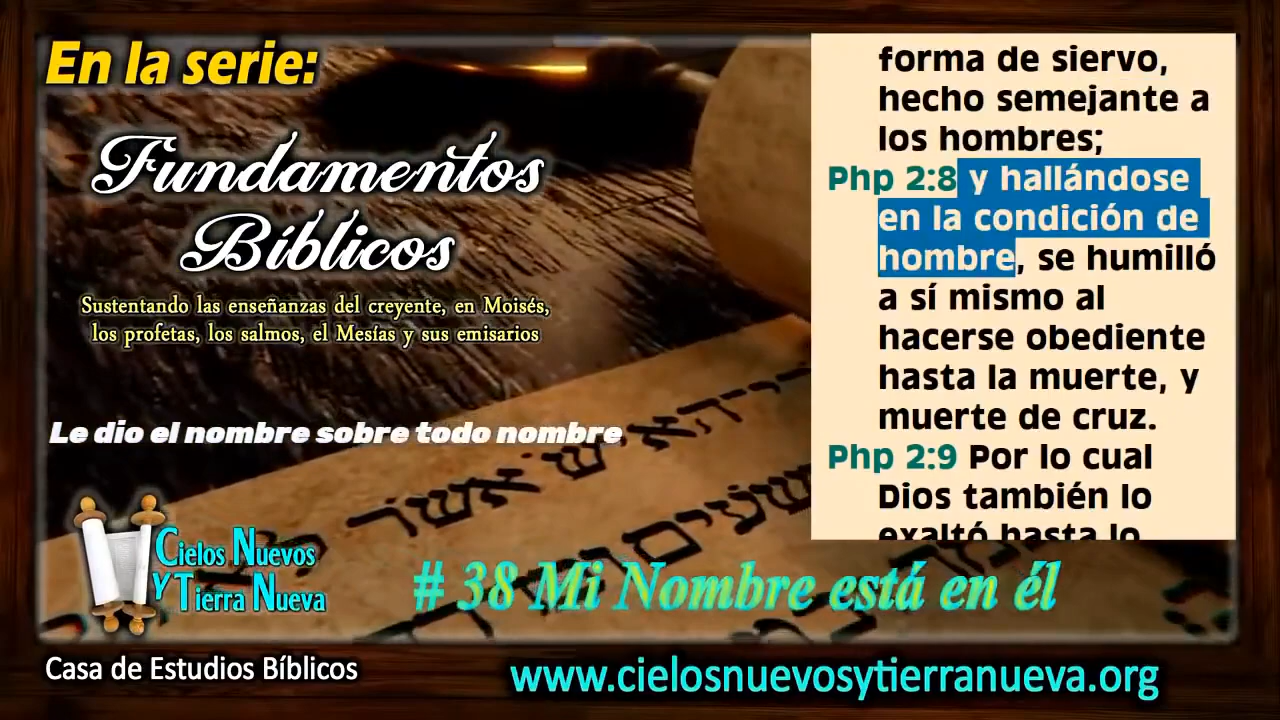 En la serie:
Fundamentos
Bíblicos
Sustentando las enseñanzas del creyente, en Moisés,
los profetas, los salmos, el Mesías y sus emisarios
Le dio el nombre sobre todo nombre
Cielos Nuevos
Y Tierra Nueva
# 38 Mi Nombre está en él
Casa de Estudios Bíblicos
www.cielosnuevosytierranueva.org
forma de siervo,
hecho semejante a
los hombres;
Php 2:8 y hallándose
en la condición de
hombre, se humilló
a sí mismo al
hacerse obediente
hasta la muerte, y
muerte de cruz.
Php 2:9 Por lo cual
Dios también lo
exaltó hasta lo
אשר